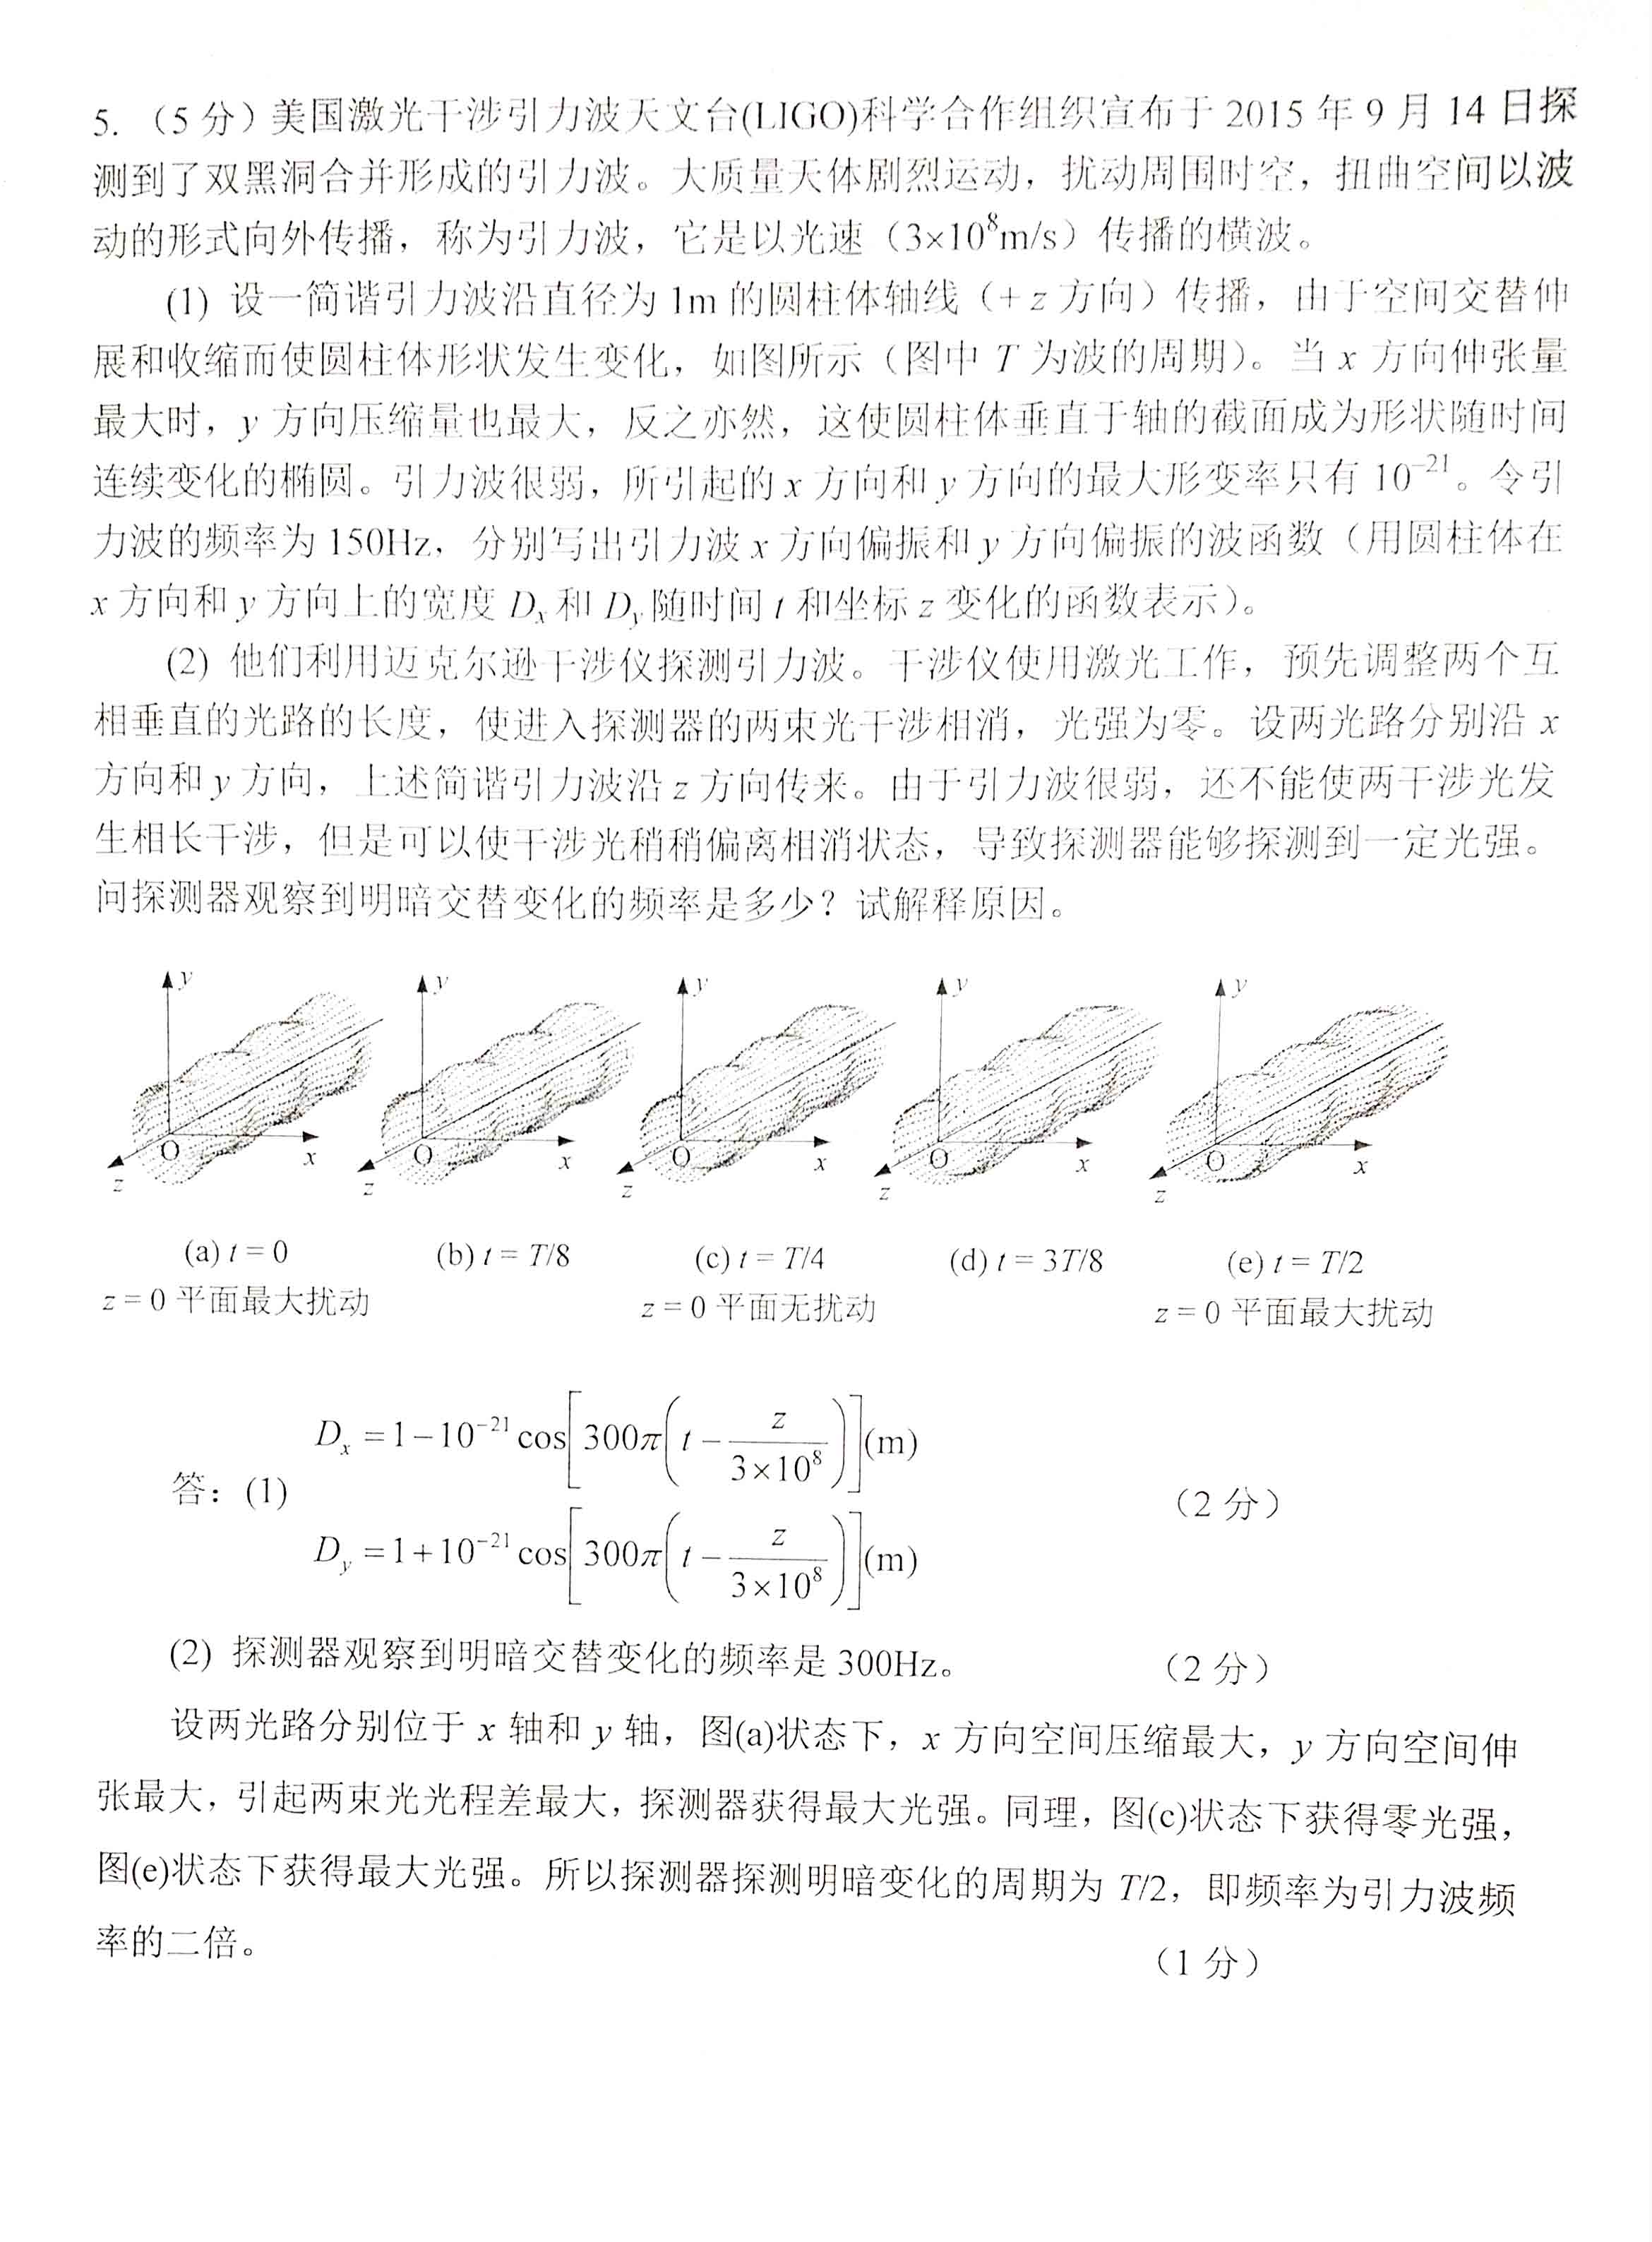 5. （5 分）美国激光干涉引力波天文台(LIGO)科学合作组织宣布于 2015 年 9 月 14 日探
测到了双黑洞合并形成的引力波。大质量天体剧烈运动，扰动周围时空，扭曲空间以波
动的形式向外传播，称为引力波，它是以光速（3×10⁸m/s）传播的横波。
(1) 设一简谐引力波沿直径为 1m 的圆柱体轴线（+ z 方向）传播，由于空间交替伸
展和收缩而使圆柱体形状发生变化，如图所示（图中 T 为波的周期）。当 x 方向伸张量
最大时，y 方向压缩量也最大，反之亦然，这使圆柱体垂直于轴的截面成为形状随时间
连续变化的椭圆。引力波很弱，所引起的 x 方向和 y 方向的最大形变率只有 10⁻²¹。令引
力波的频率为 150Hz，分别写出引力波 x 方向偏振和 y 方向偏振的波函数（用圆柱体在
x 方向和 y 方向上的宽度 Dₓ和 D_y随时间 t 和坐标 z 变化的函数表示）。
(2) 他们利用迈克尔逊干涉仪探测引力波。干涉仪使用激光工作，预先调整两个互
相垂直的光路的长度，使进入探测器的两束光干涉相消，光强为零。设两光路分别沿 x
方向和 y 方向，上述简谐引力波沿 z 方向传来。由于引力波很弱，还不能使两干涉光发
生相长干涉，但是可以使干涉光稍稍偏离相消状态，导致探测器能够探测到一定光强。
问探测器观察到明暗交替变化的频率是多少？试解释原因。
y y y y y
O x z O x z O x z O x z O x z
(a) t = 0 (b) t = T/8 (c) t = T/4 (d) t = 3T/8 (e) t = T/2
z = 0 平面最大扰动 z = 0 平面无扰动 z = 0 平面最大扰动
Dₓ = 1−10⁻²¹ cos[300π(t − z/(3×10⁸))](m)
答：(1) （2 分）
D_y = 1+10⁻²¹ cos[300π(t − z/(3×10⁸))](m)
(2) 探测器观察到明暗交替变化的频率是 300Hz。 （2 分）
设两光路分别位于 x 轴和 y 轴，图(a)状态下，x 方向空间压缩最大，y 方向空间伸
张最大，引起两束光光程差最大，探测器获得最大光强。同理，图(c)状态下获得零光强，
图(e)状态下获得最大光强。所以探测器探测明暗变化的周期为 T/2，即频率为引力波频
率的二倍。 （1 分）